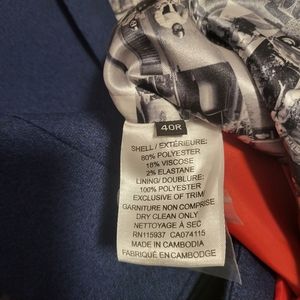 40R
SHELL / EXTÉRIEURE:
80% POLYESTER
18% VISCOSE
2% ELASTANE
LINING/ DOUBLURE:
100% POLYESTER
EXCLUSIVE OF TRIM/
GARNITURE NON COMPRISE
DRY CLEAN ONLY
NETTOYAGE À SEC
RN115937 CA074115
MADE IN CAMBODIA
FABRIQUÉ EN CAMBODGE